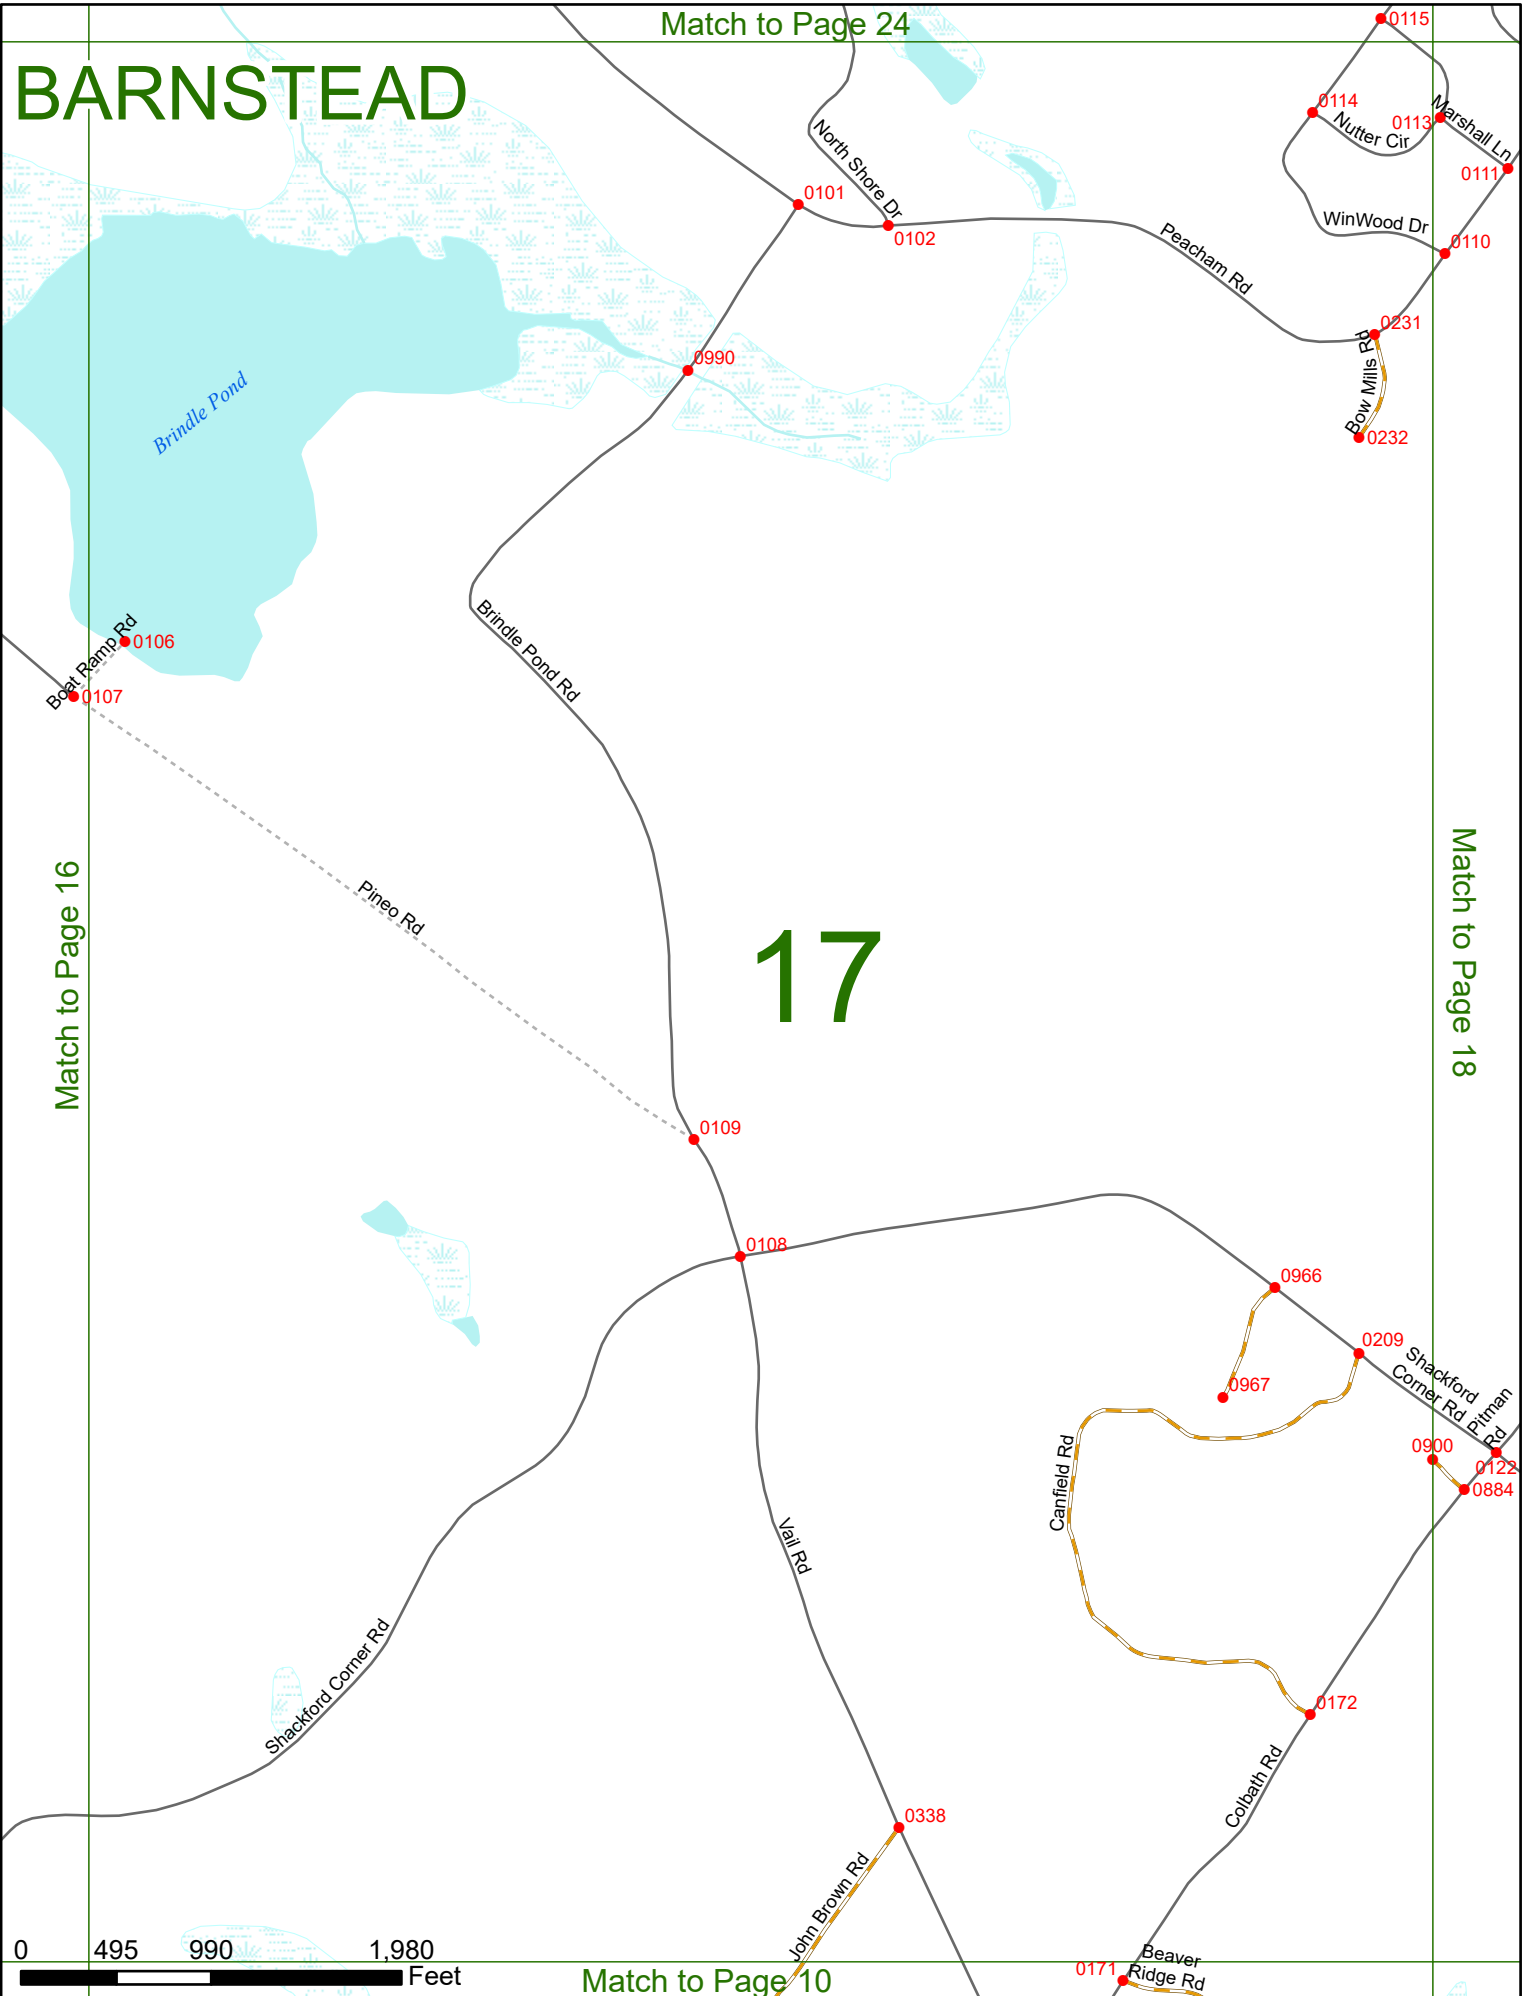 Match to Page 24
BARNSTEAD
0115
0114
0113
Marshall Ln
Nutter Cir
0111
North Shore Dr
0101
0102
WinWood Dr
Peacham Rd
0110
0231
0990
Bow Mills Rd
Brindle Pond
0232
Brindle Pond Rd
Boat Ramp Rd
0106
0107
Match to Page 16
Pineo Rd
17
Match to Page 18
0109
0108
0966
0209
0967
Shackford
Corner Rd
Pitman
Rd
0900
0122
0884
Canfield Rd
Vail Rd
Shackford Corner Rd
0172
Colbath Rd
0338
John Brown Rd
0171
Beaver
Ridge Rd
0 495 990 1,980
Feet
Match to Page 10